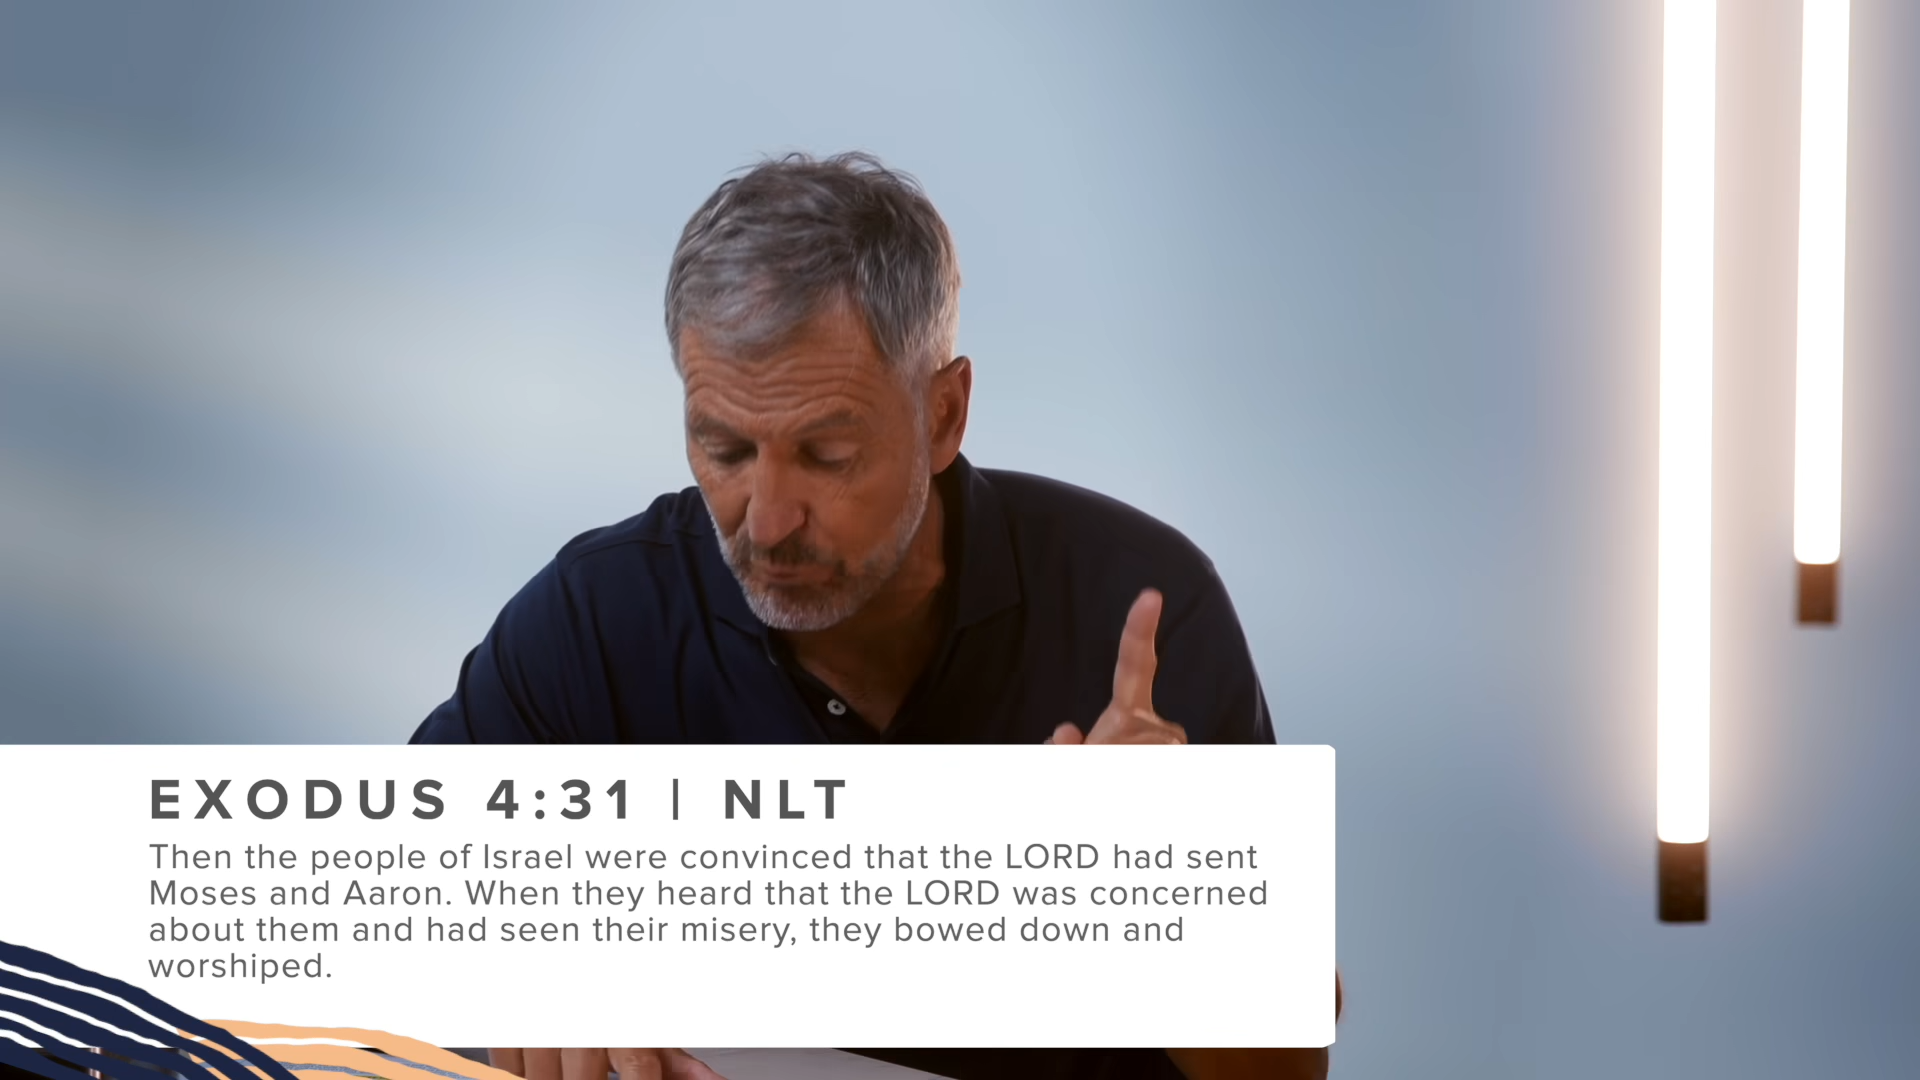 EXODUS 4:31 | NLT
Then the people of Israel were convinced that the LORD had sent
Moses and Aaron. When they heard that the LORD was concerned
about them and had seen their misery, they bowed down and
worshiped.